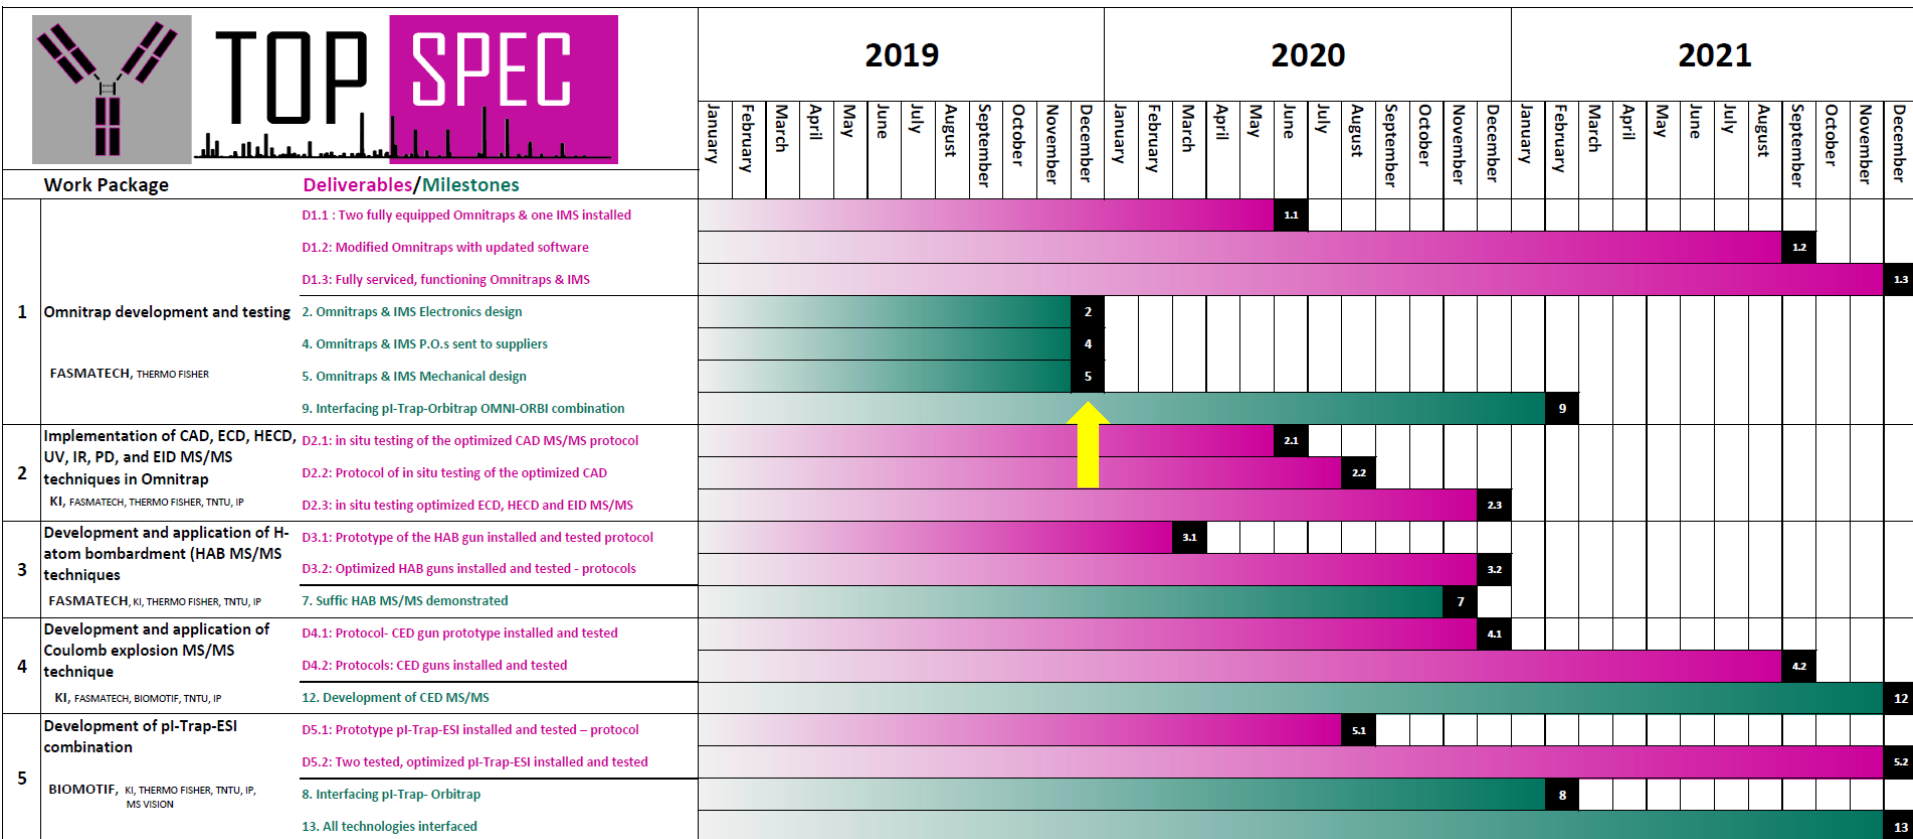 TOP SPEC
2019
2020
2021
January February March April May June July August September October November December January February March April May June July August September October November December January February March April May June July August September October November December
Work Package
Deliverables/Milestones
1
Omnitrap development and testing
FASMATECH, THERMO FISHER
D1.1 : Two fully equipped Omnitraps & one IMS installed
1.1
D1.2: Modified Omnitraps with updated software
1.2
D1.3: Fully serviced, functioning Omnitraps & IMS
1.3
2. Omnitraps & IMS Electronics design
2
4. Omnitraps & IMS P.O.s sent to suppliers
4
5. Omnitraps & IMS Mechanical design
5
9. Interfacing pI-Trap-Orbitrap OMNI-ORBI combination
9
2
Implementation of CAD, ECD, HECD,
UV, IR, PD, and EID MS/MS
techniques in Omnitrap
KI, FASMATECH, THERMO FISHER, TNTU, IP
D2.1: in situ testing of the optimized CAD MS/MS protocol
2.1
D2.2: Protocol of in situ testing of the optimized CAD
2.2
D2.3: in situ testing optimized ECD, HECD and EID MS/MS
2.3
3
Development and application of H-
atom bombardment (HAB MS/MS
techniques
FASMATECH, KI, THERMO FISHER, TNTU, IP
D3.1: Prototype of the HAB gun installed and tested protocol
3.1
D3.2: Optimized HAB guns installed and tested - protocols
3.2
7. Suffic HAB MS/MS demonstrated
7
4
Development and application of
Coulomb explosion MS/MS
technique
KI, FASMATECH, BIOMOTIF, TNTU, IP
D4.1: Protocol- CED gun prototype installed and tested
4.1
D4.2: Protocols: CED guns installed and tested
4.2
12. Development of CED MS/MS
12
5
Development of pI-Trap-ESI
combination
BIOMOTIF, KI, THERMO FISHER, TNTU, IP,
MS VISION
D5.1: Prototype pI-Trap-ESI installed and tested – protocol
5.1
D5.2: Two tested, optimized pI-Trap-ESI installed and tested
5.2
8. Interfacing pI-Trap- Orbitrap
8
13. All technologies interfaced
13